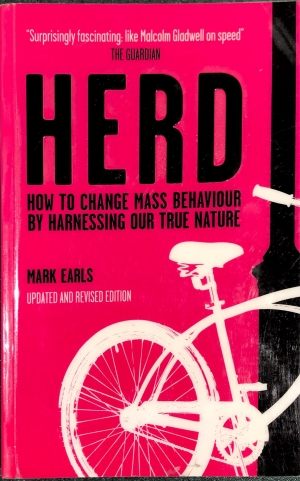 "Surprisingly fascinating: like Malcolm Gladwell on speed"
THE GUARDIAN
HERD
HOW TO CHANGE MASS BEHAVIOUR
BY HARNESSING OUR TRUE NATURE
MARK EARLS
UPDATED AND REVISED EDITION